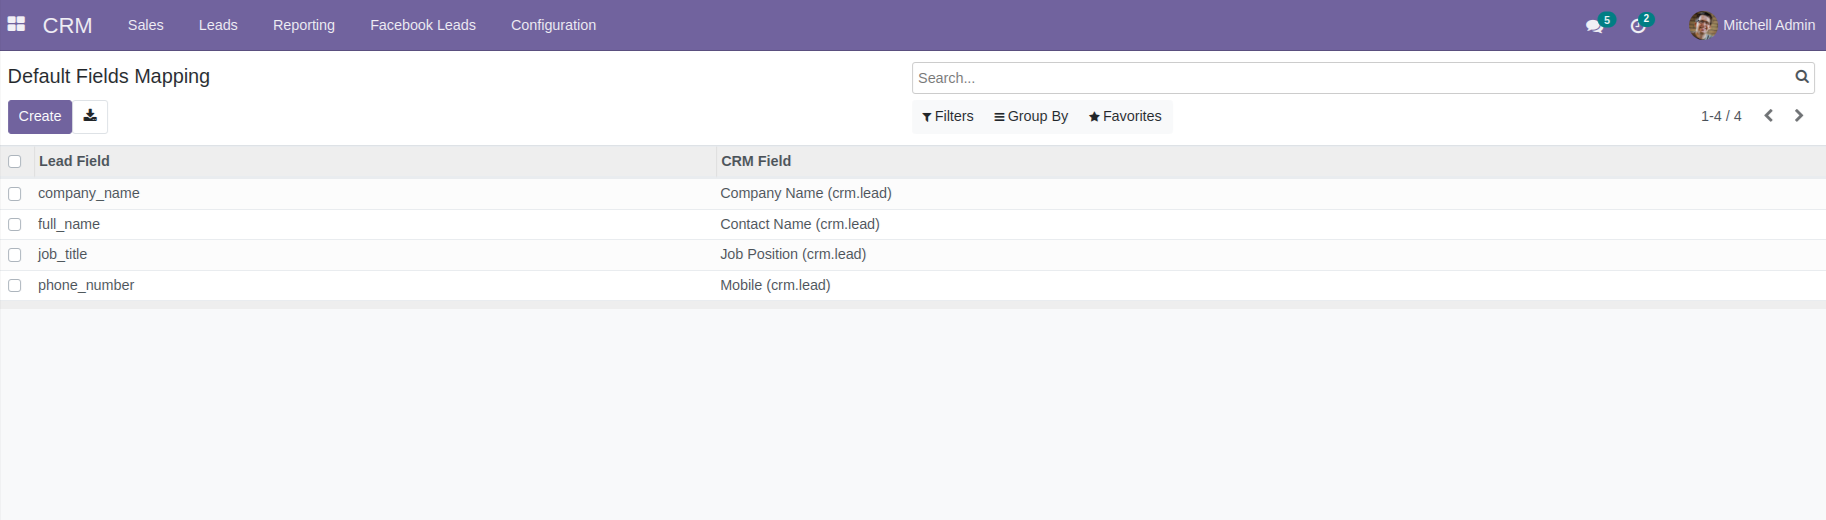 CRM Sales Leads Reporting Facebook Leads Configuration 5 2 Mitchell Admin
Default Fields Mapping
Search...
Create Filters Group By Favorites 1-4 / 4
Lead Field CRM Field
company_name Company Name (crm.lead)
full_name Contact Name (crm.lead)
job_title Job Position (crm.lead)
phone_number Mobile (crm.lead)